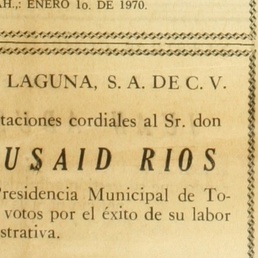 AH.,: ENERO 1o. DE 1970.
LAGUNA, S. A. DE C. V.
taciones cordiales al Sr. don
USAID RIOS
Presidencia Municipal de To-
votos por el éxito de su labor
strativa.